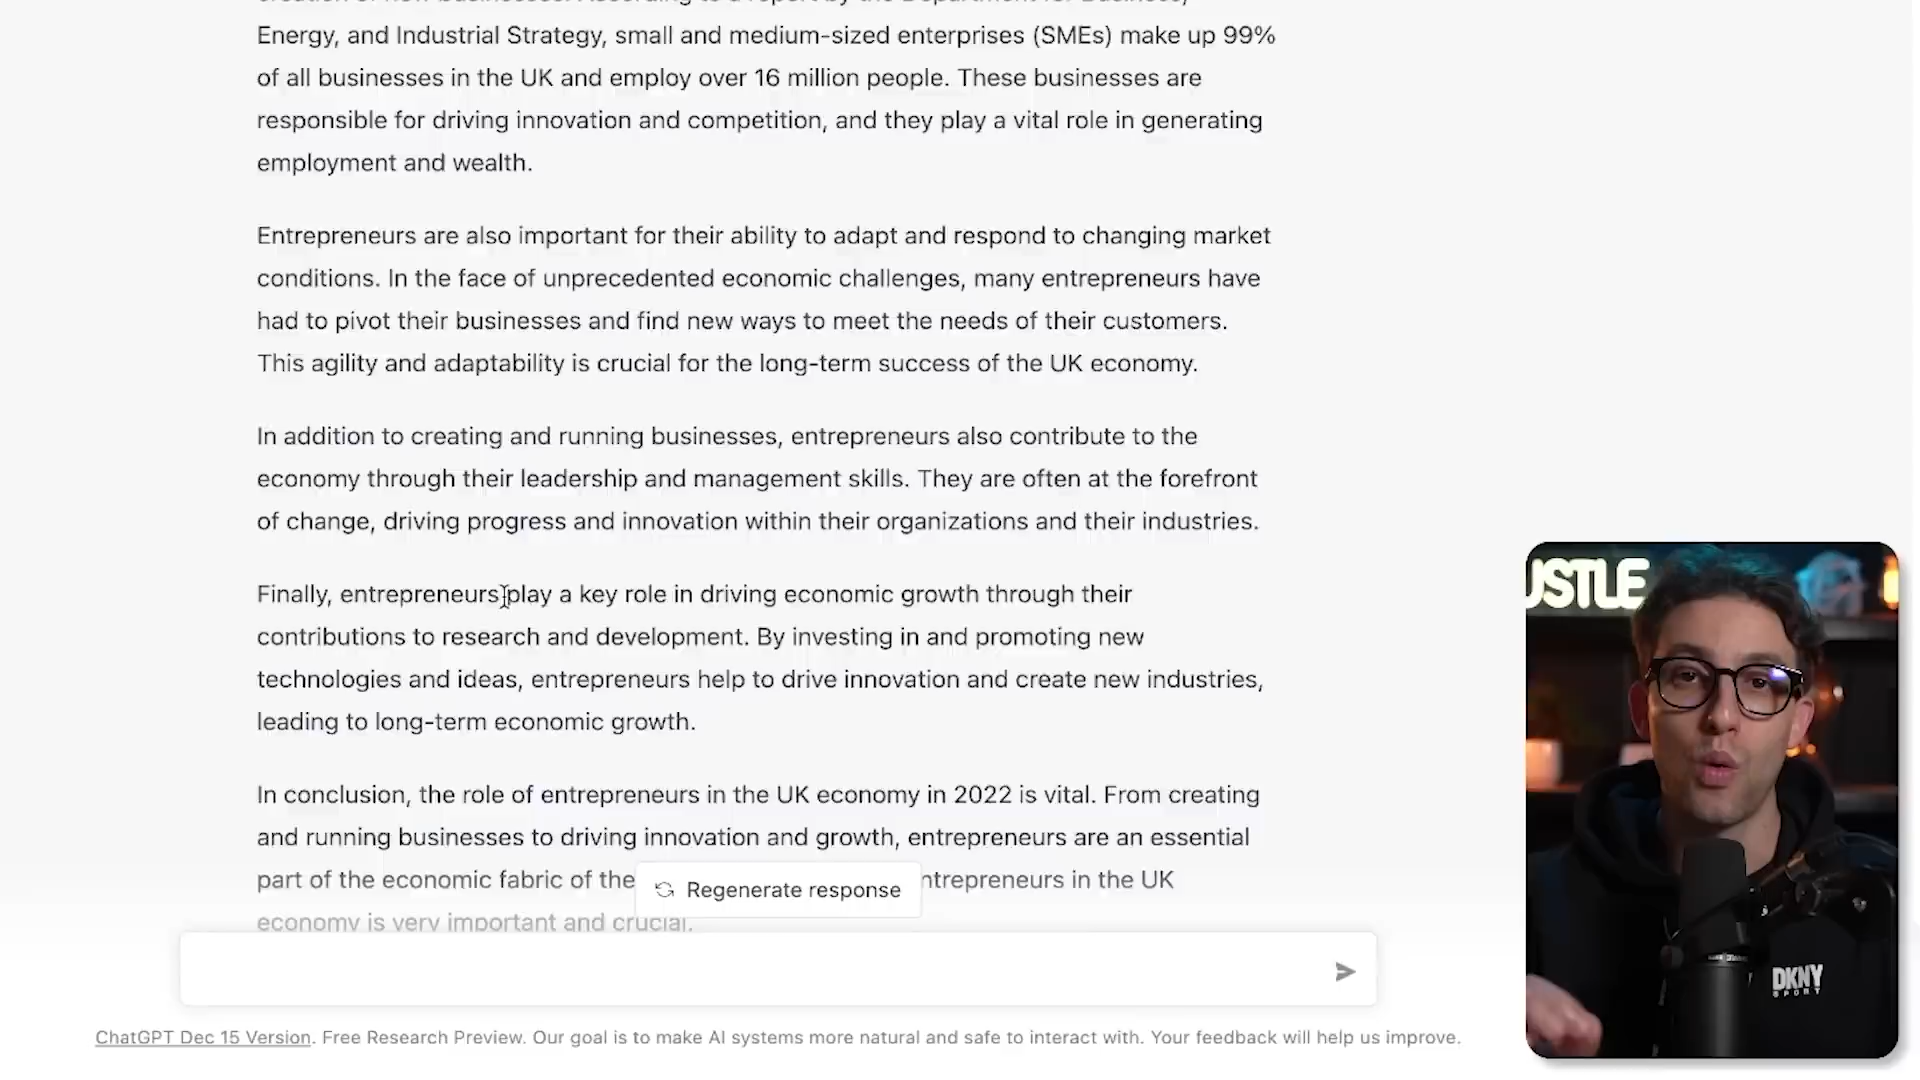 Energy, and Industrial Strategy, small and medium-sized enterprises (SMEs) make up 99%
of all businesses in the UK and employ over 16 million people. These businesses are
responsible for driving innovation and competition, and they play a vital role in generating
employment and wealth.
Entrepreneurs are also important for their ability to adapt and respond to changing market
conditions. In the face of unprecedented economic challenges, many entrepreneurs have
had to pivot their businesses and find new ways to meet the needs of their customers.
This agility and adaptability is crucial for the long-term success of the UK economy.
In addition to creating and running businesses, entrepreneurs also contribute to the
economy through their leadership and management skills. They are often at the forefront
of change, driving progress and innovation within their organizations and their industries.
Finally, entrepreneurs play a key role in driving economic growth through their
contributions to research and development. By investing in and promoting new
technologies and ideas, entrepreneurs help to drive innovation and create new industries,
leading to long-term economic growth.
In conclusion, the role of entrepreneurs in the UK economy in 2022 is vital. From creating
and running businesses to driving innovation and growth, entrepreneurs are an essential
part of the economic fabric of the ntrepreneurs in the UK
Regenerate response
economy is very important and crucial.
ChatGPT Dec 15 Version. Free Research Preview. Our goal is to make AI systems more natural and safe to interact with. Your feedback will help us improve.
USTLE
DKNY
SPORT